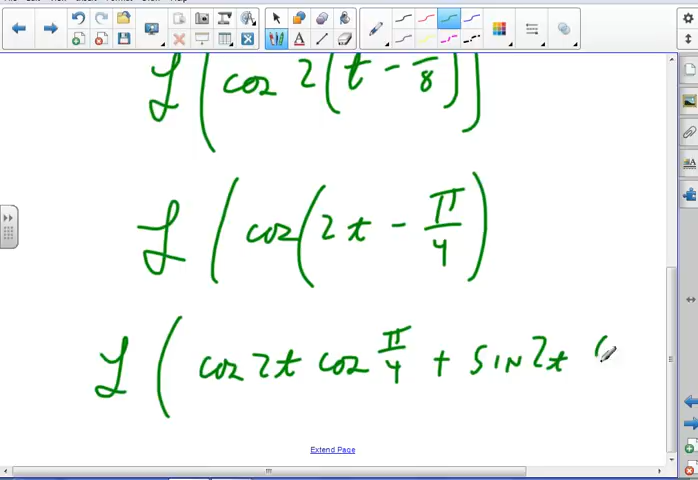 ℒ(cos 2(t - π/8))
ℒ(cos(2t - π/4)
ℒ(cos 2t cos π/4 + sin 2t
Extend Page